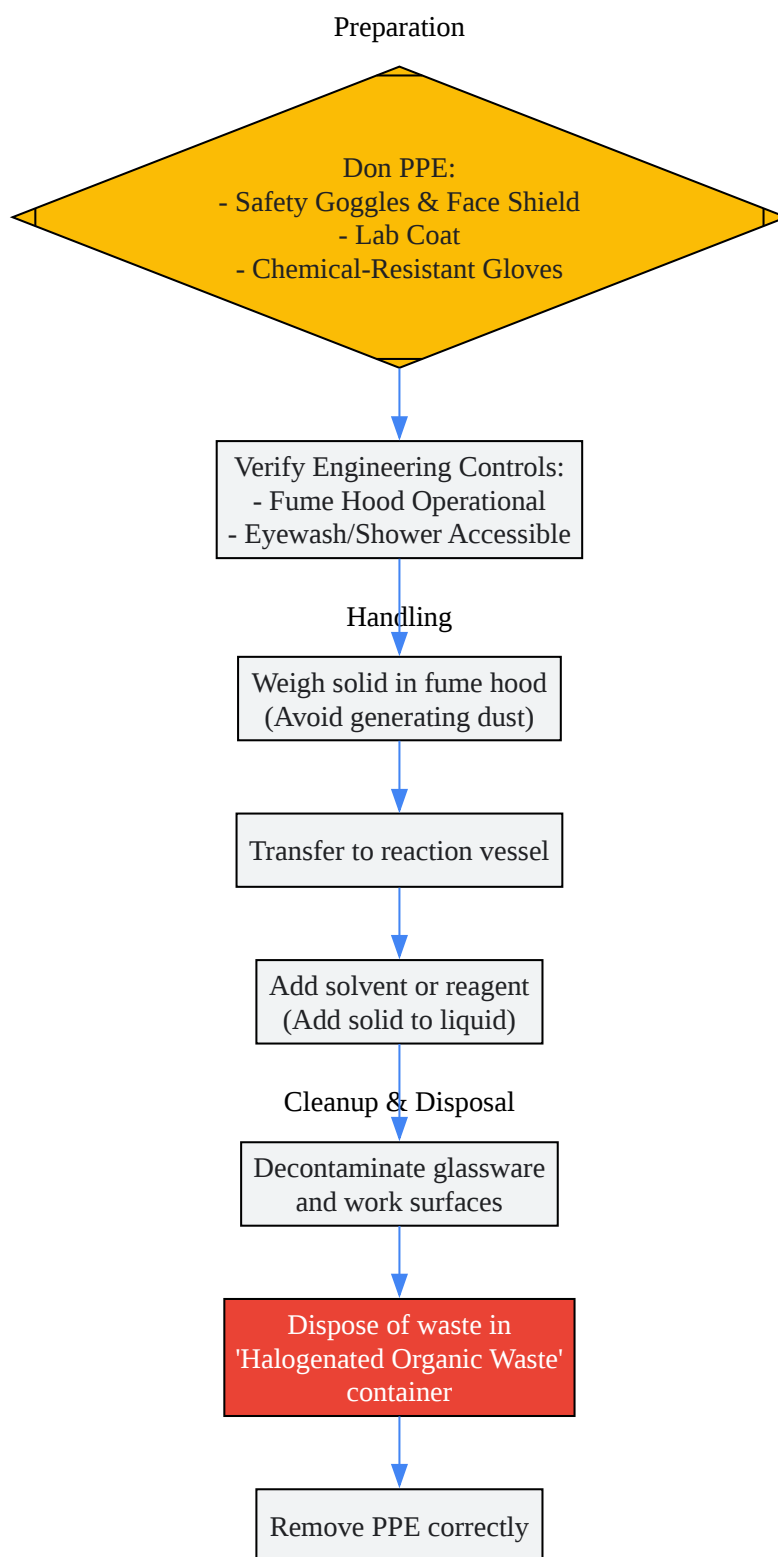 Preparation
Don PPE:
- Safety Goggles & Face Shield
- Lab Coat
- Chemical-Resistant Gloves
Verify Engineering Controls:
- Fume Hood Operational
- Eyewash/Shower Accessible
Handling
Weigh solid in fume hood
(Avoid generating dust)
Transfer to reaction vessel
Add solvent or reagent
(Add solid to liquid)
Cleanup & Disposal
Decontaminate glassware
and work surfaces
Dispose of waste in
'Halogenated Organic Waste'
container
Remove PPE correctly